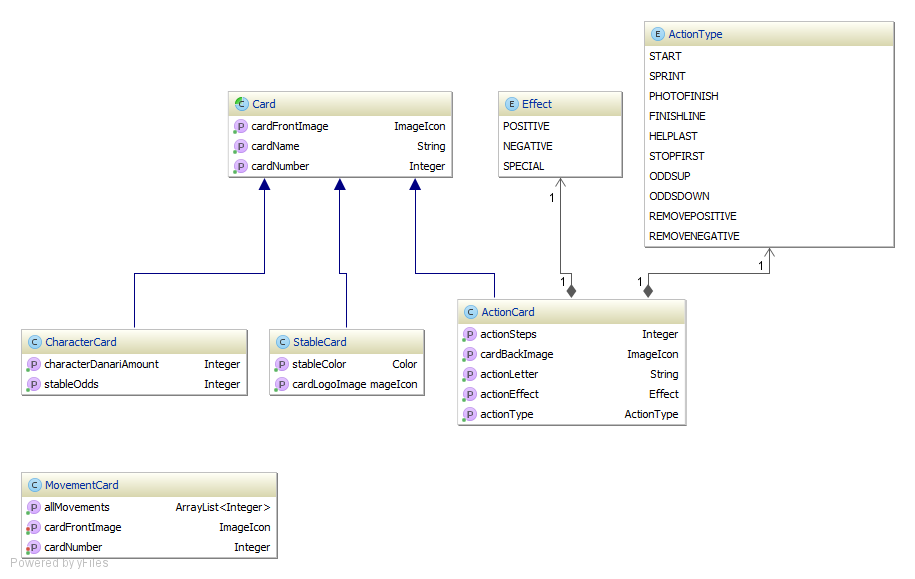 E ActionType
START
SPRINT
PHOTOFINISH
FINISHLINE
HELPLAST
STOPFIRST
ODDSUP
ODDSDOWN
REMOVEPOSITIVE
REMOVENEGATIVE
C Card
P cardFrontImage ImageIcon
P cardName String
P cardNumber Integer
E Effect
POSITIVE
NEGATIVE
SPECIAL
1
1
1
1
C CharacterCard
P characterDanariAmount Integer
P stableOdds Integer
C StableCard
P stableColor Color
P cardLogoImage mageIcon
C ActionCard
P actionSteps Integer
P cardBackImage ImageIcon
P actionLetter String
P actionEffect Effect
P actionType ActionType
C MovementCard
P allMovements ArrayList<Integer>
P cardFrontImage ImageIcon
P cardNumber Integer
Powered by yFiles